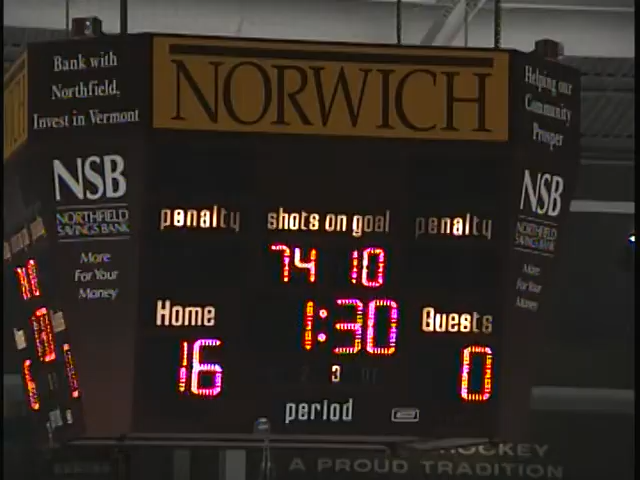 NORWICH
Bank with
Northfield,
Invest in Vermont
NSB
NORTHFIELD
SAVINGS BANK
More
For Your
Money
Helping our
Community
Prosper
NSB
NORTHFIELD
SAVINGS BANK
More
For Your
Money
penalty shots on goal penalty
74 10
Home 1:30 Guests
16 0
3
period
HOCKEY
A PROUD TRADITION